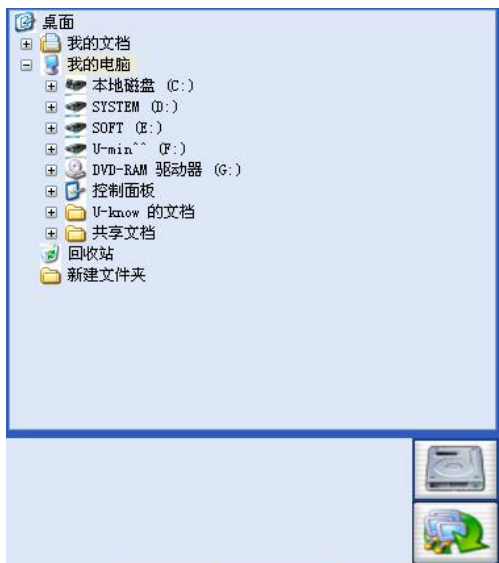 桌面
我的文档
我的电脑
本地磁盘 (C:)
SYSTEM (D:)
SOFT (E:)
U-min^^ (F:)
DVD-RAM 驱动器 (G:)
控制面板
U-know 的文档
共享文档
回收站
新建文件夹